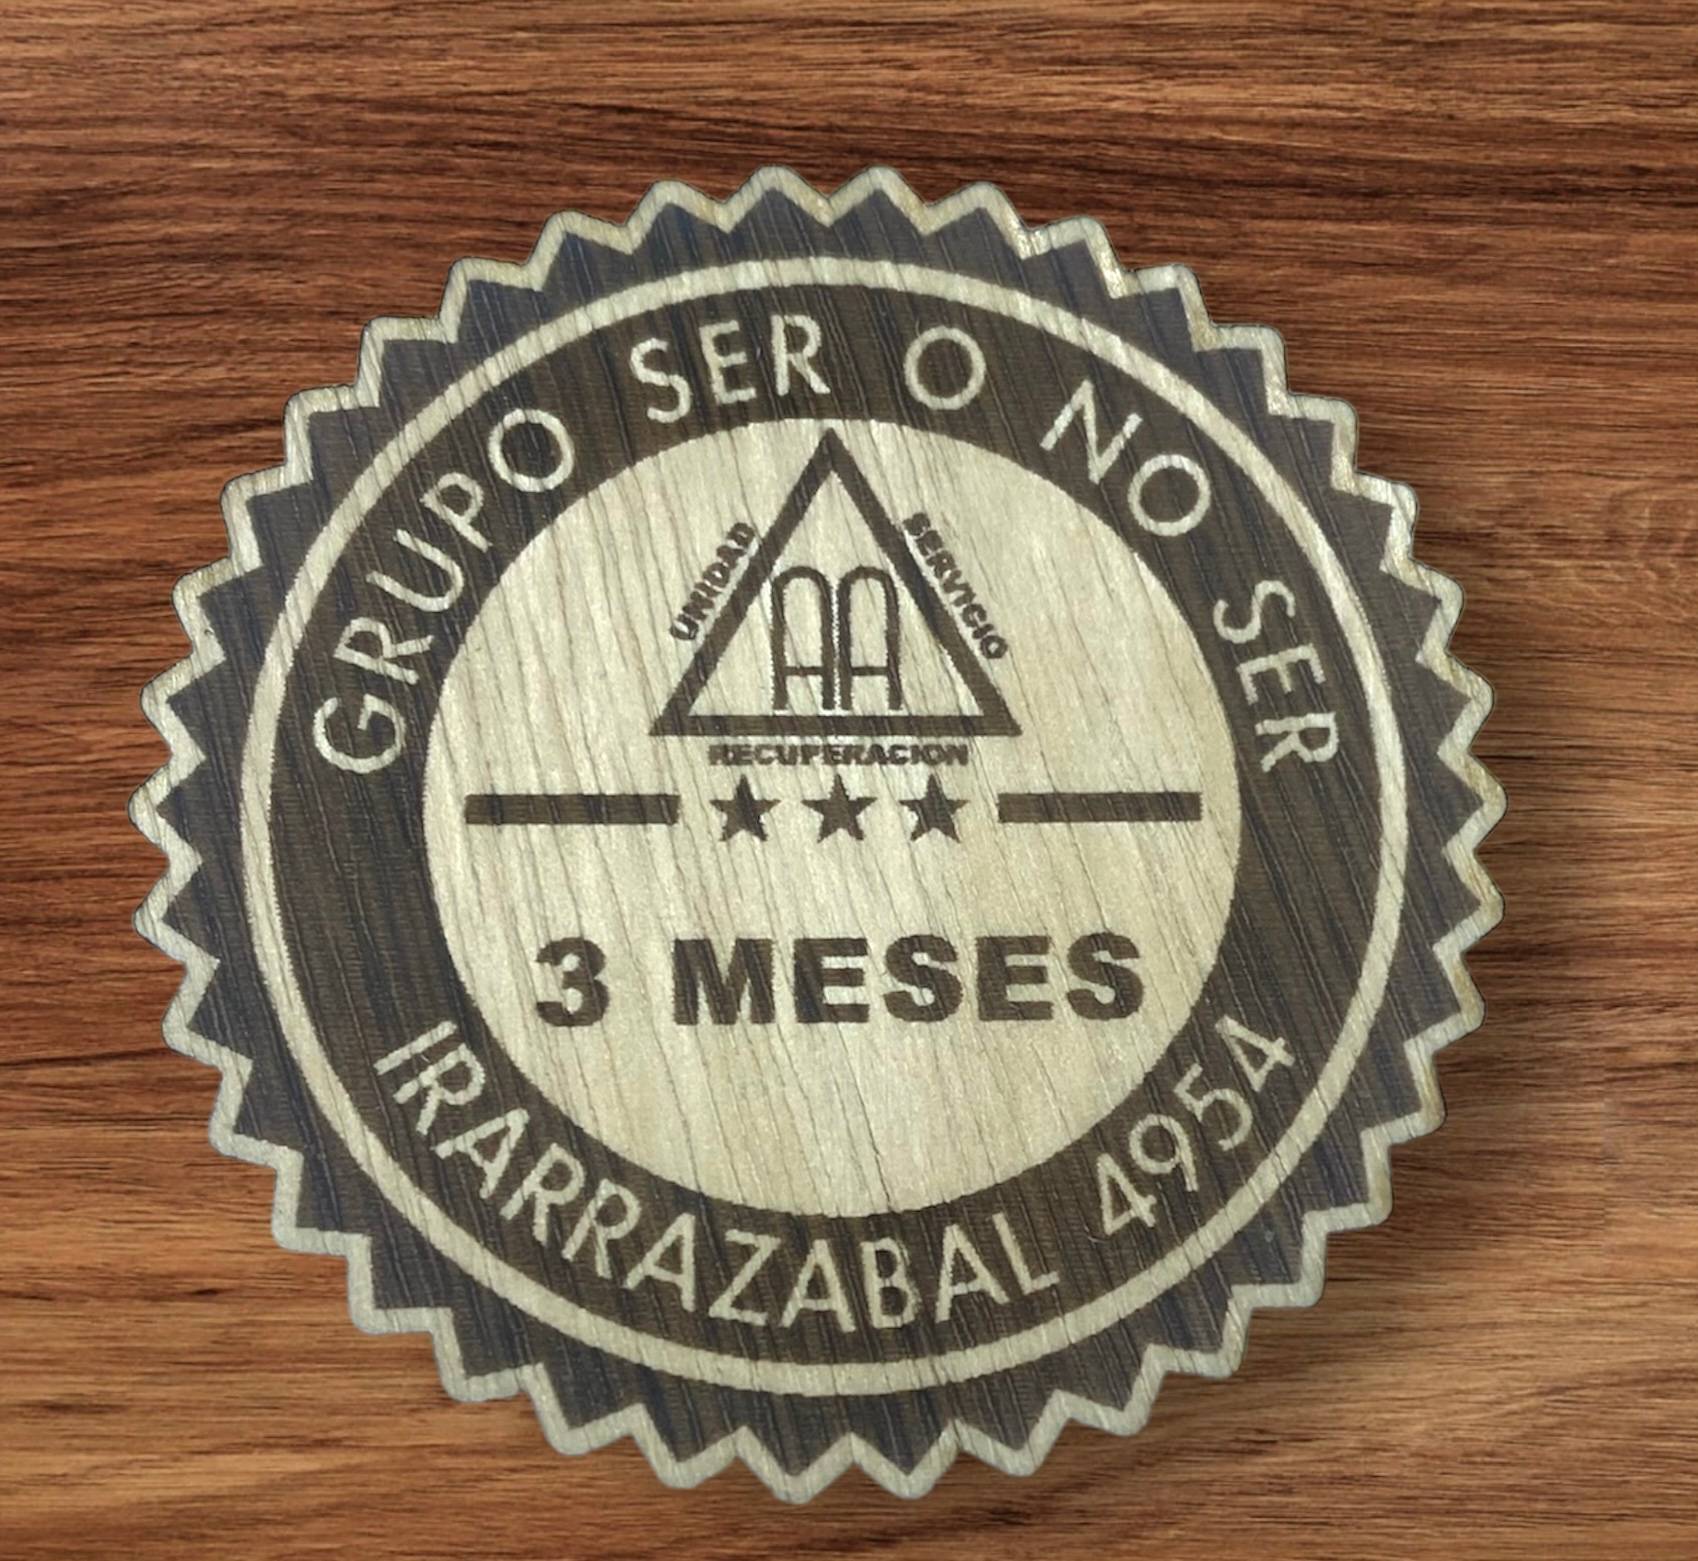 GRUPO SER O NO SER
UNIDAD
SERVICIO
AA
RECUPERACION
3 MESES
IRARRAZABAL 4954